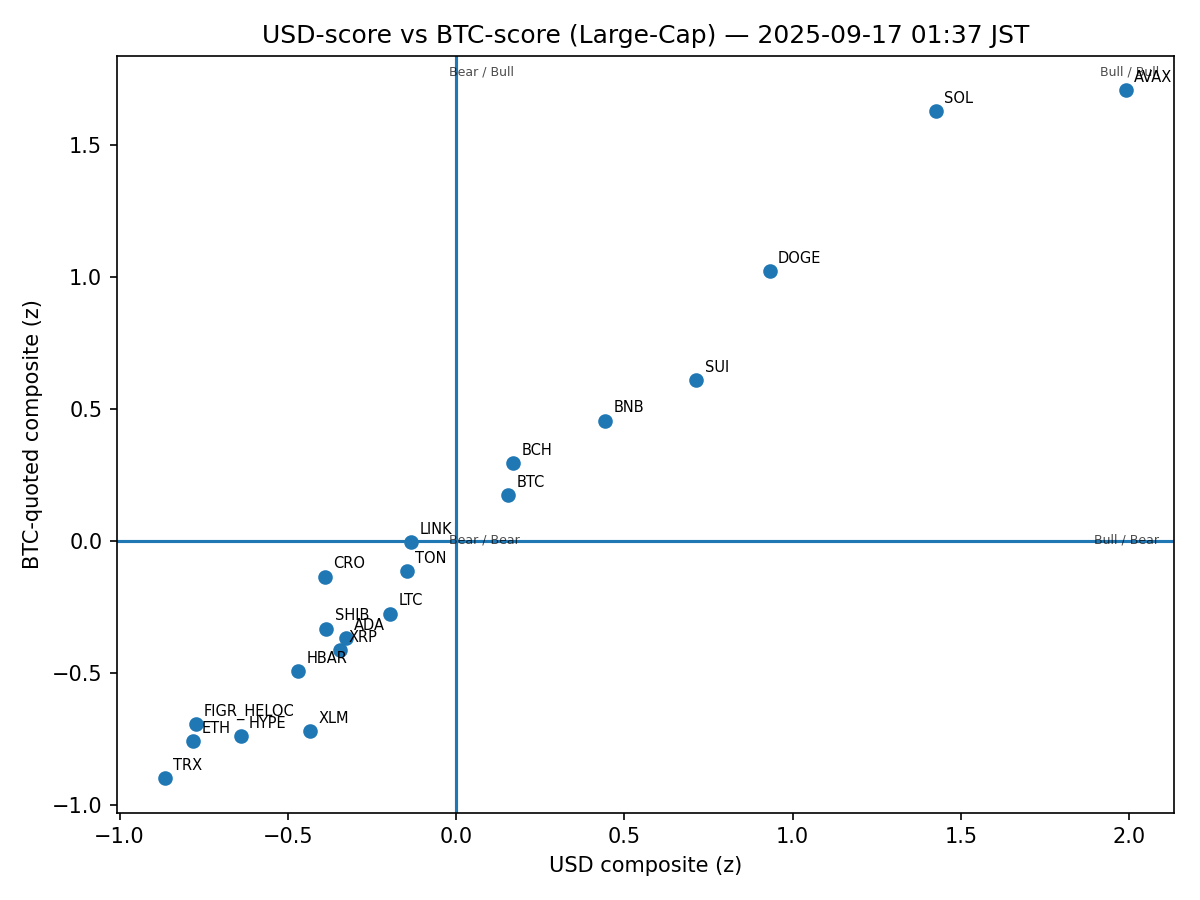 USD-score vs BTC-score (Large-Cap) — 2025-09-17 01:37 JST
Bear / Bull
Bull / Bull
AVAX
SOL
DOGE
SUI
BNB
BCH
BTC
LINK
Bear / Bear
Bull / Bear
TON
CRO
LTC
SHIB
ADA
XRP
HBAR
FIGR_HELOC
HYPE
ETH
XLM
TRX
1.5
1.0
0.5
0.0
−0.5
−1.0
BTC-quoted composite (z)
−1.0
−0.5
0.0
0.5
1.0
1.5
2.0
USD composite (z)